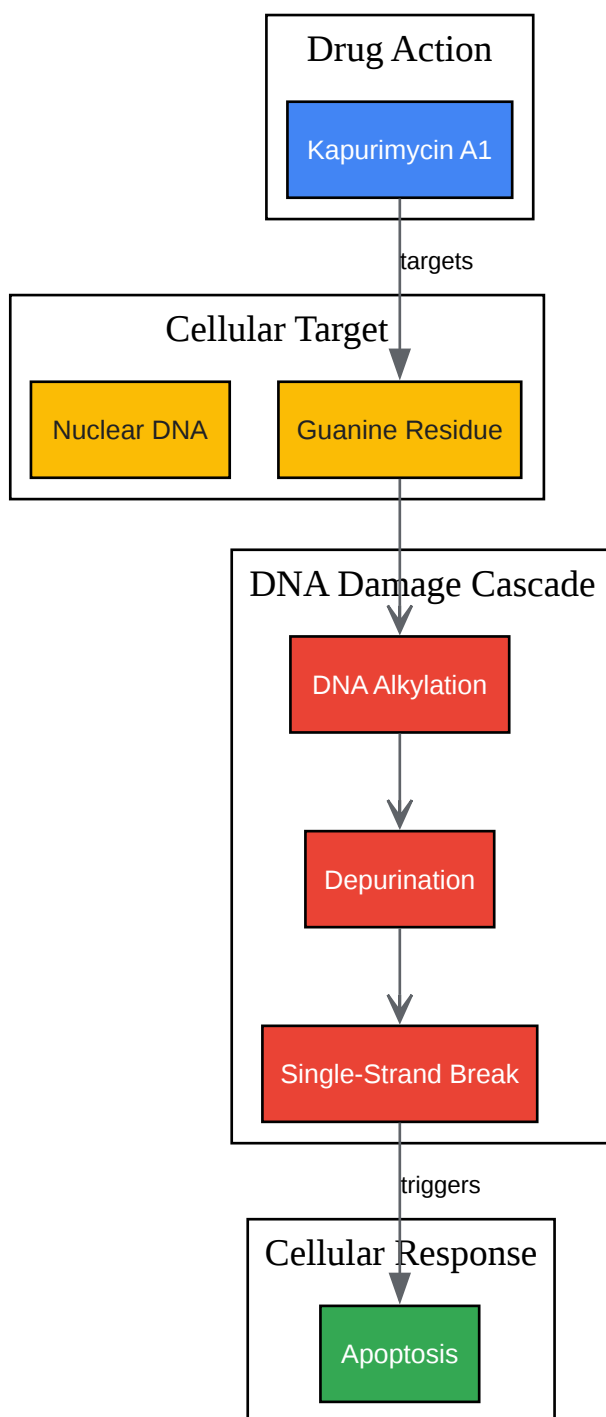 Drug Action
Kapurimycin A1
targets
Cellular Target
Nuclear DNA
Guanine Residue
DNA Damage Cascade
DNA Alkylation
Depurination
Single-Strand Break
triggers
Cellular Response
Apoptosis